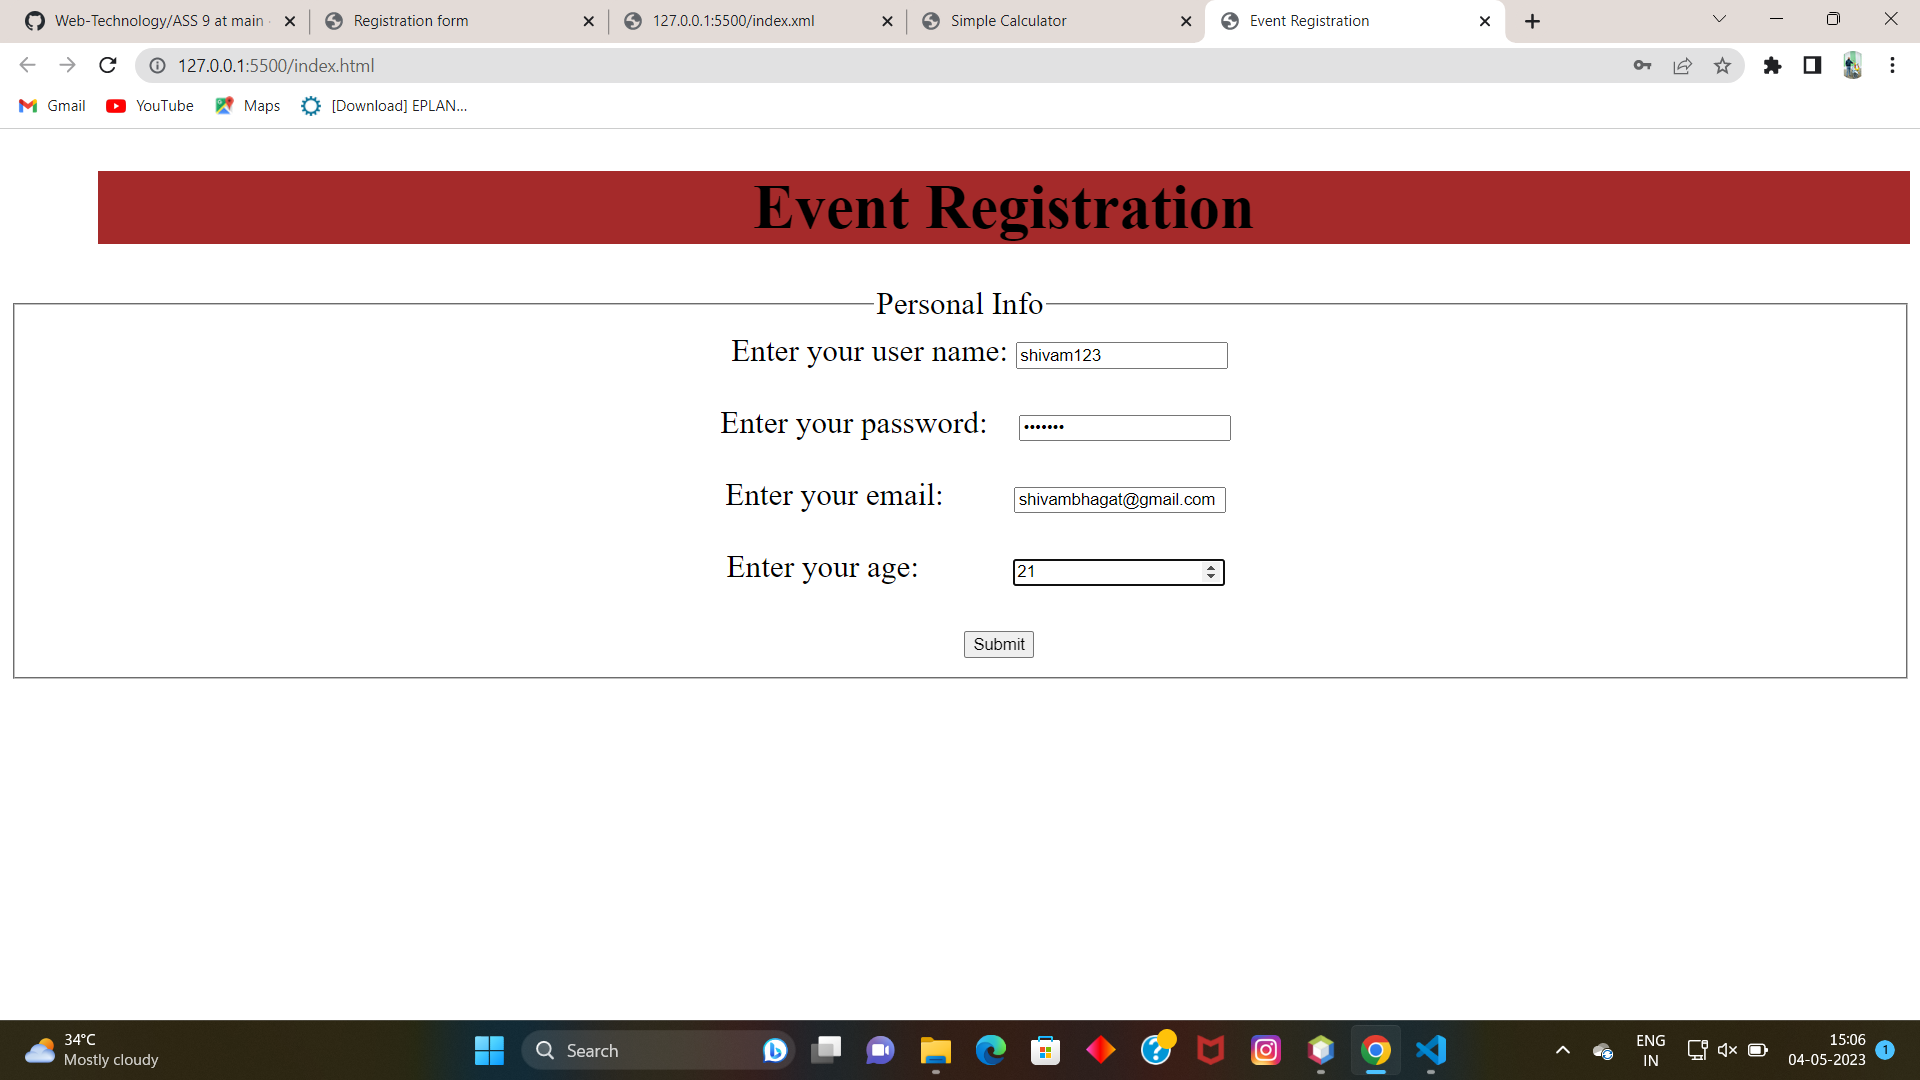 Web-Technology/ASS 9 at main
Registration form
127.0.0.1:5500/index.xml
Simple Calculator
Event Registration
127.0.0.1:5500/index.html
Gmail
YouTube
Maps
[Download] EPLAN...
Event Registration
Personal Info
Enter your user name: shivam123
Enter your password: •••••••
Enter your email: shivambhagat@gmail.com
Enter your age: 21
Submit
34°C
Mostly cloudy
Search
ENG
IN
15:06
04-05-2023
1